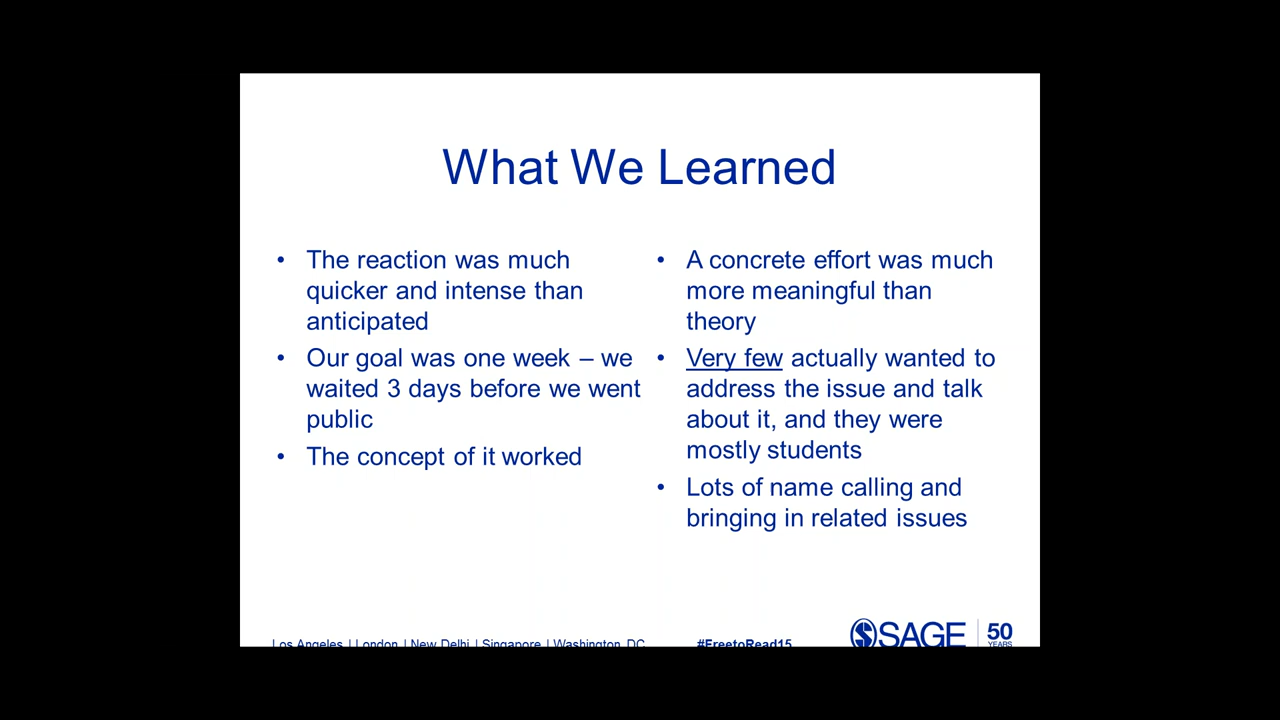 What We Learned
• The reaction was much
quicker and intense than
anticipated
• Our goal was one week – we
waited 3 days before we went
public
• The concept of it worked
• A concrete effort was much
more meaningful than
theory
• Very few actually wanted to
address the issue and talk
about it, and they were
mostly students
• Lots of name calling and
bringing in related issues
Los Angeles | London | New Delhi | Singapore | Washington DC
#FreetoRead15
SAGE
50
YEARS